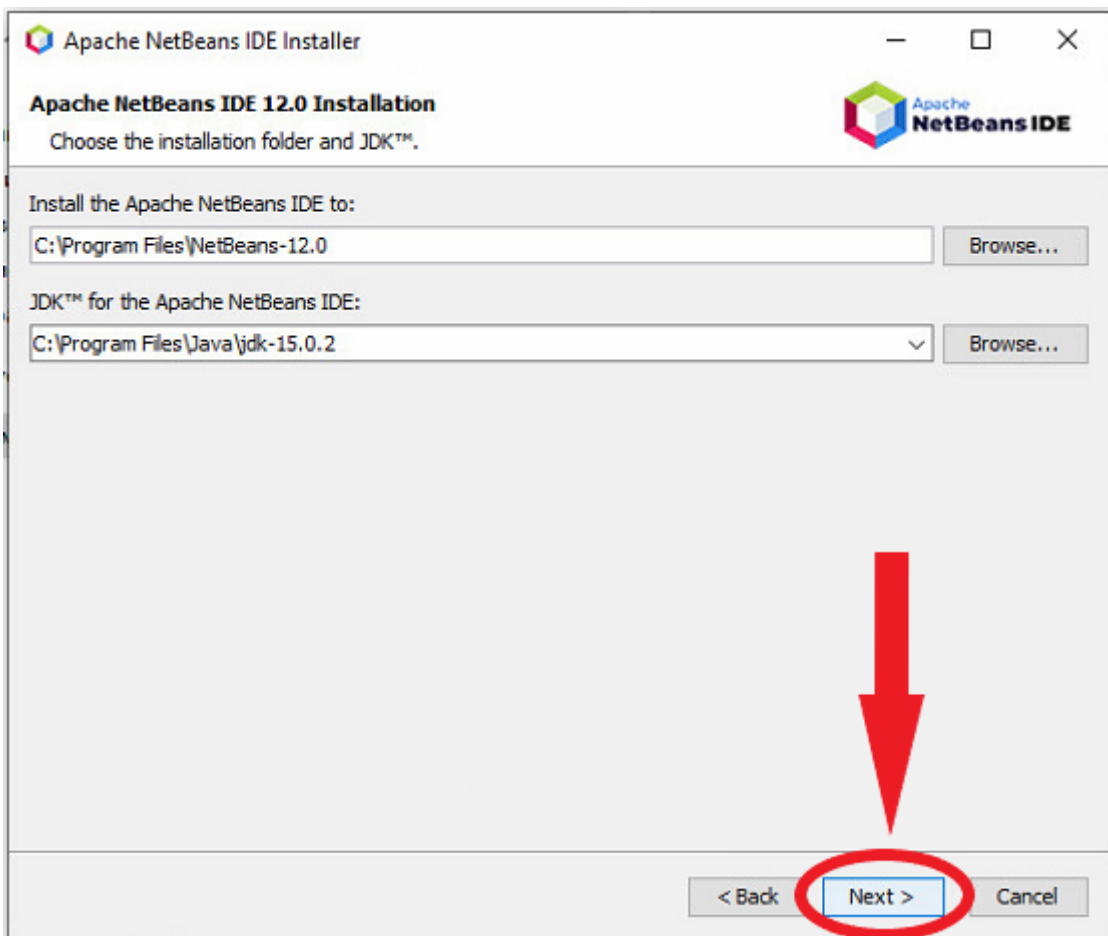 Apache NetBeans IDE Installer
Apache NetBeans IDE 12.0 Installation
Choose the installation folder and JDK™.
Apache
NetBeans IDE
Install the Apache NetBeans IDE to:
C:\Program Files\NetBeans-12.0
Browse...
JDK™ for the Apache NetBeans IDE:
C:\Program Files\Java\jdk-15.0.2
Browse...
< Back
Next >
Cancel